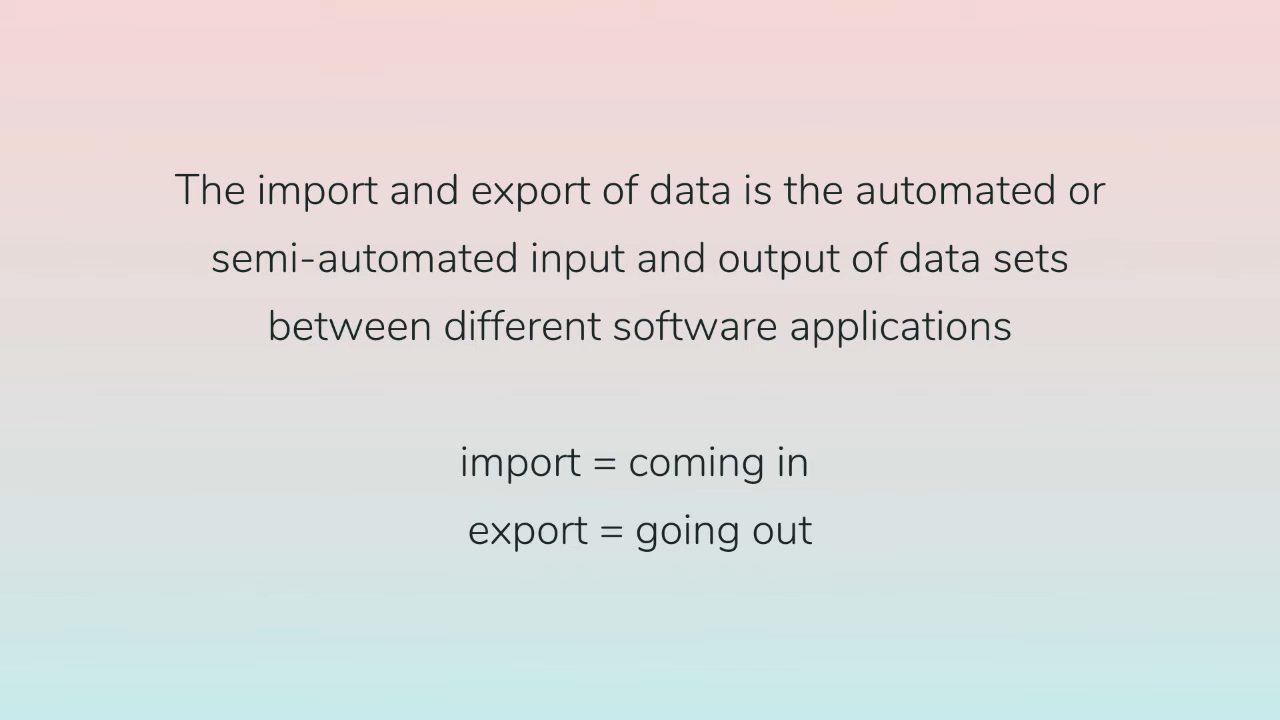 The import and export of data is the automated or
semi-automated input and output of data sets
between different software applications
import = coming in
export = going out